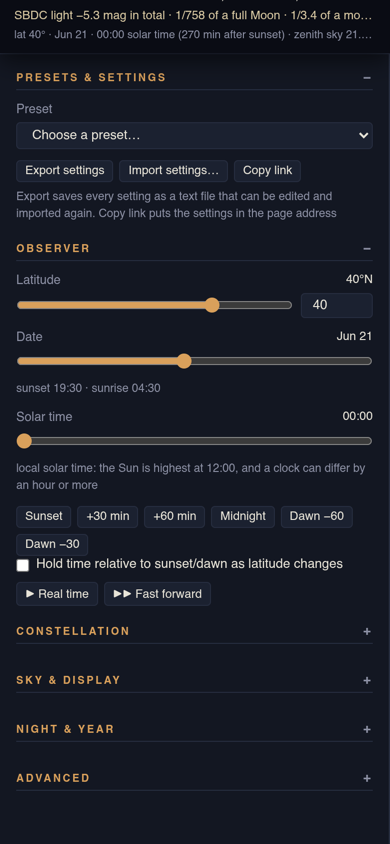 SBDC light −5.3 mag in total · 1/758 of a full Moon · 1/3.4 of a mo…
lat 40° · Jun 21 · 00:00 solar time (270 min after sunset) · zenith sky 21.…
PRESETS & SETTINGS −
Preset
Choose a preset…
Export settings Import settings… Copy link
Export saves every setting as a text file that can be edited and
imported again. Copy link puts the settings in the page address
OBSERVER −
Latitude 40°N
40
Date Jun 21
sunset 19:30 · sunrise 04:30
Solar time 00:00
local solar time: the Sun is highest at 12:00, and a clock can differ by
an hour or more
Sunset +30 min +60 min Midnight Dawn −60
Dawn −30
Hold time relative to sunset/dawn as latitude changes
▶ Real time ▶▶ Fast forward
CONSTELLATION +
SKY & DISPLAY +
NIGHT & YEAR +
ADVANCED +